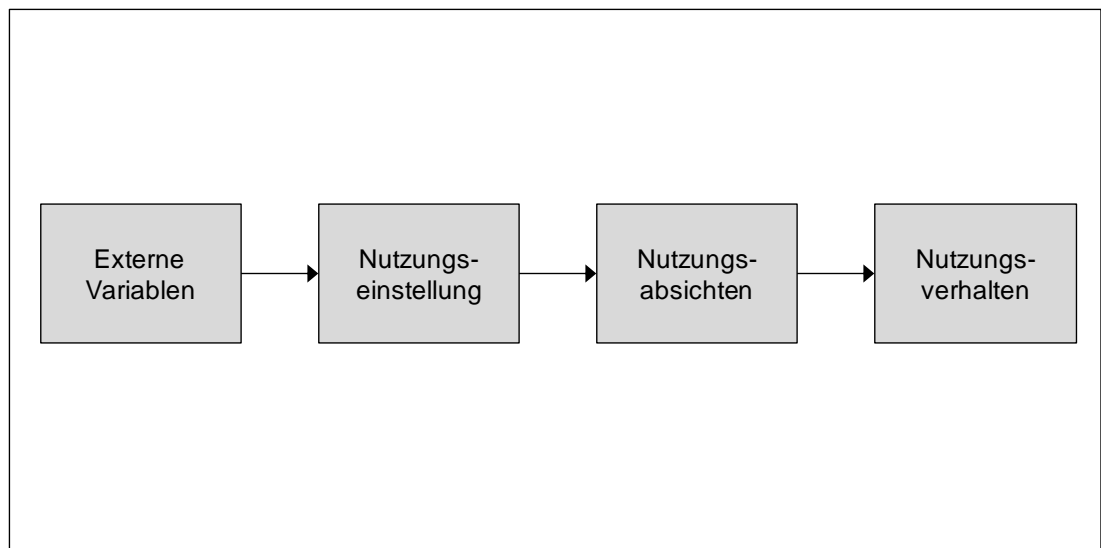 Externe
Variablen
Nutzungs-
einstellung
Nutzungs-
absichten
Nutzungs-
verhalten